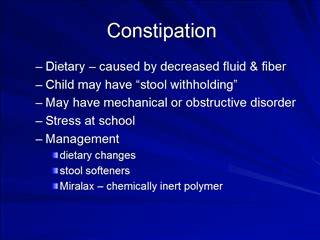 Constipation
– Dietary – caused by decreased fluid & fiber
– Child may have “stool withholding”
– May have mechanical or obstructive disorder
– Stress at school
– Management
dietary changes
stool softeners
Miralax – chemically inert polymer